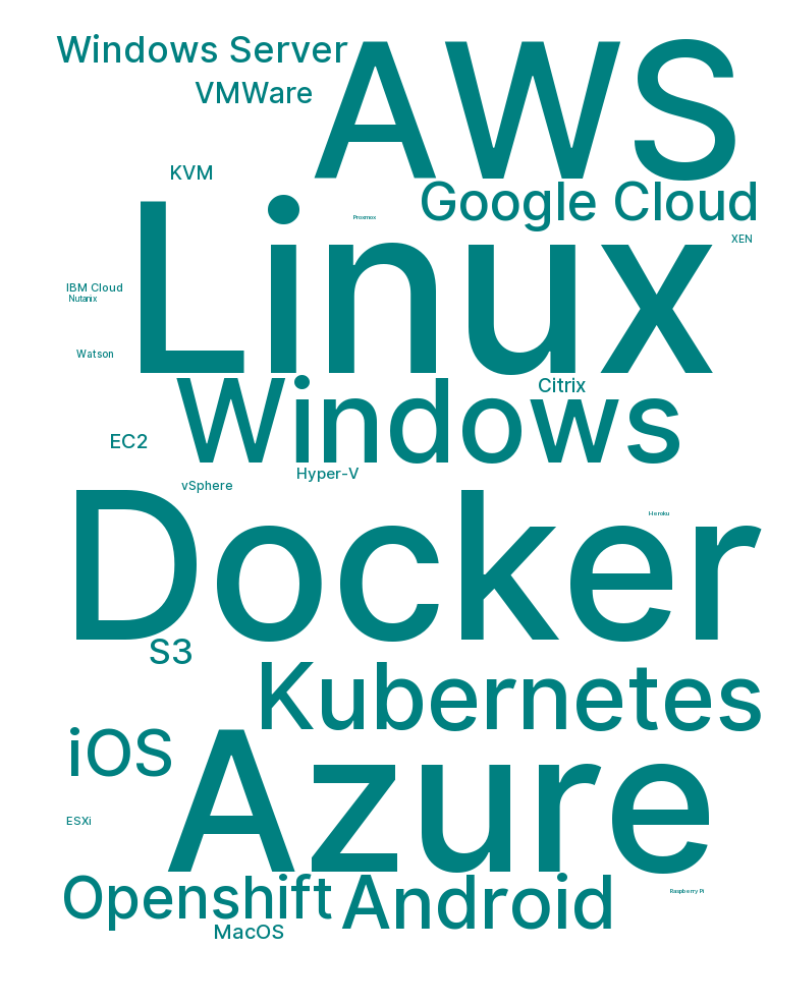 Windows Server
AWS
VMWare
KVM
Google Cloud
Linux
Proxmox
XEN
IBM Cloud
Nutanix
Watson
Windows
Citrix
EC2
Hyper-V
vSphere
Docker
Heroku
S3
Kubernetes
iOS
Azure
ESXi
Openshift
Android
Raspberry Pi
MacOS